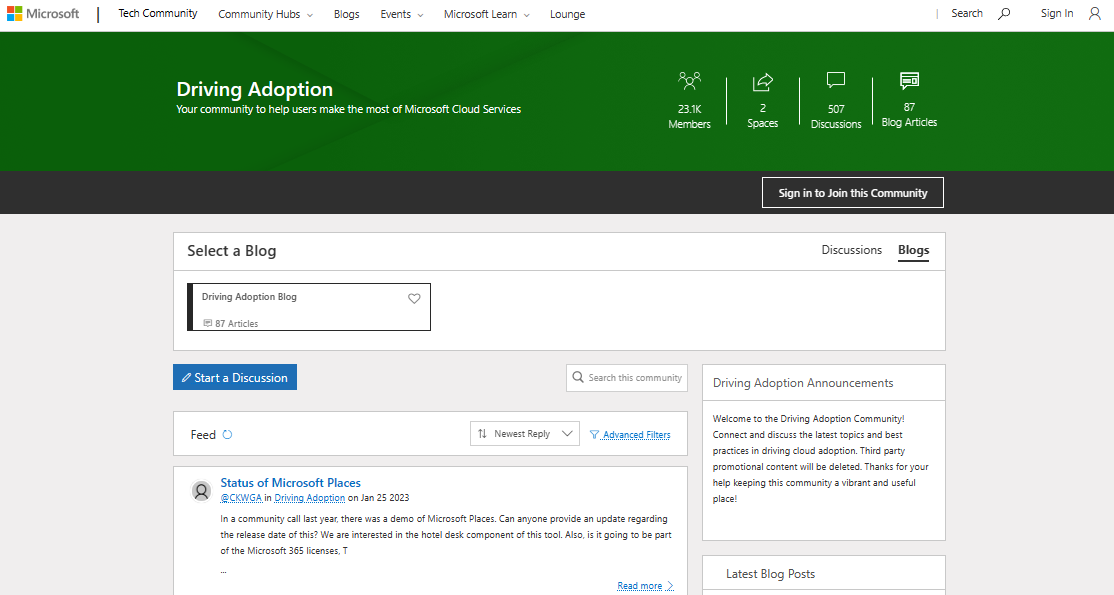 Microsoft
Tech Community
Community Hubs
Blogs
Events
Microsoft Learn
Lounge
Search
Sign In
Driving Adoption
Your community to help users make the most of Microsoft Cloud Services
23.1K
Members
2
Spaces
507
Discussions
87
Blog Articles
Sign in to Join this Community
Select a Blog
Discussions
Blogs
Driving Adoption Blog
87 Articles
Start a Discussion
Search this community
Feed
Newest Reply
Advanced Filters
Status of Microsoft Places
@CKWGA in Driving Adoption on Jan 25 2023
In a community call last year, there was a demo of Microsoft Places. Can anyone provide an update regarding
the release date of this? We are interested in the hotel desk component of this tool. Also, is it going to be part
of the Microsoft 365 licenses, T
...
Read more
Driving Adoption Announcements
Welcome to the Driving Adoption Community!
Connect and discuss the latest topics and best
practices in driving cloud adoption. Third party
promotional content will be deleted. Thanks for your
help keeping this community a vibrant and useful
place!
Latest Blog Posts